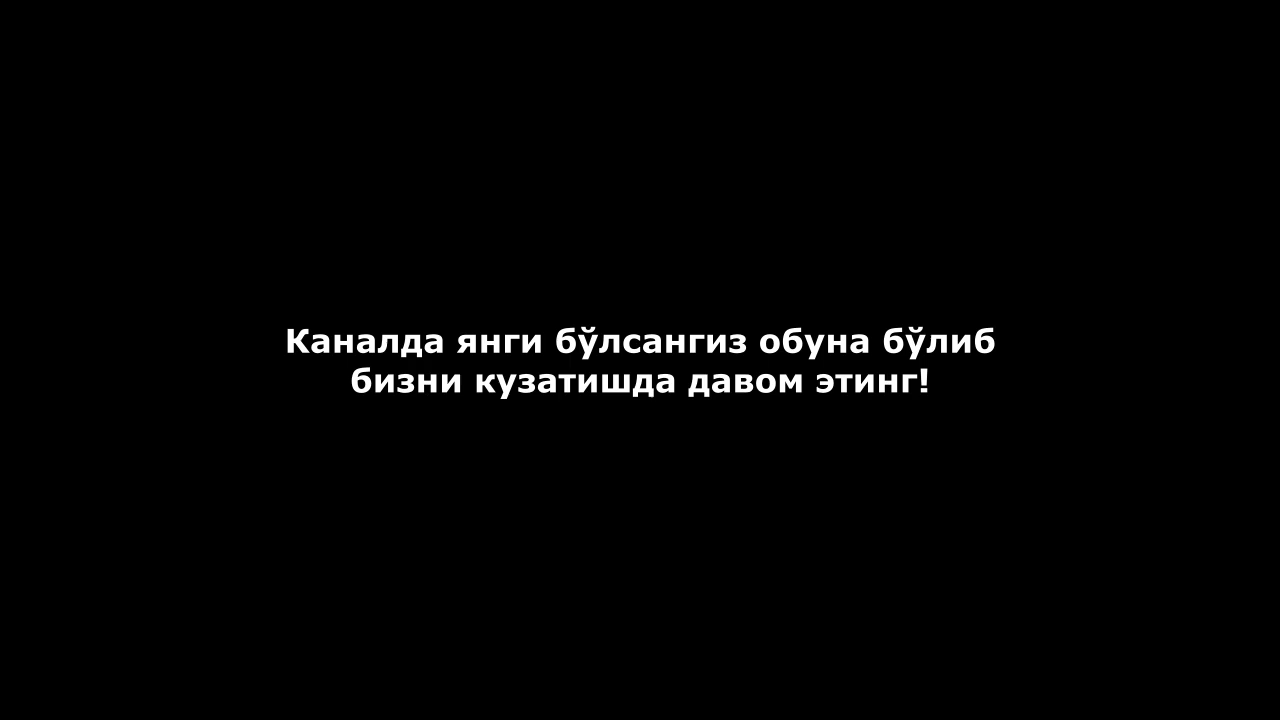 Каналда янги бўлсангиз обуна бўлиб
бизни кузатишда давом этинг!